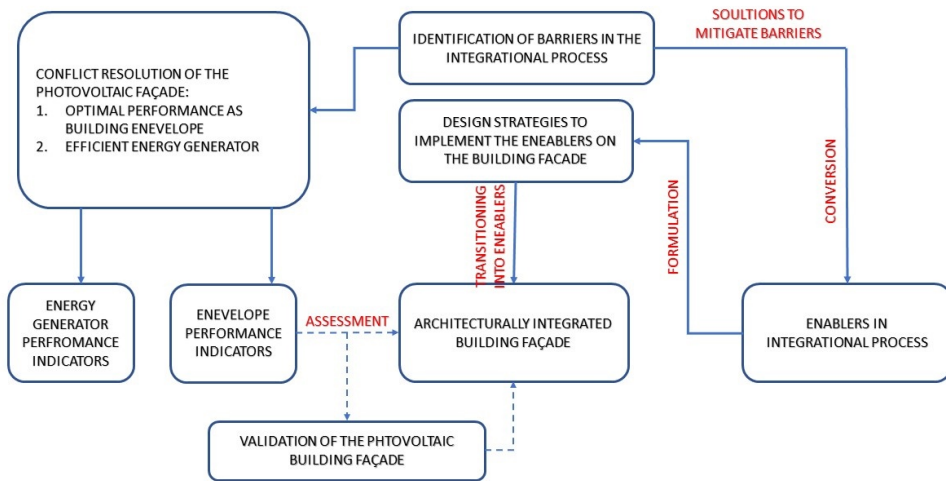 SOULTIONS TO
MITIGATE BARRIERS
IDENTIFICATION OF BARRIERS IN THE
INTEGRATIONAL PROCESS
CONFLICT RESOLUTION OF THE
PHOTOVOLTAIC FAÇADE:
1. OPTIMAL PERFORMANCE AS
BUILDING ENEVELOPE
2. EFFICIENT ENERGY GENERATOR
DESIGN STRATEGIES TO
IMPLEMENT THE ENEABLERS ON
THE BUILDING FACADE
CONVERSION
FORMULATION
TRANSITIONING
INTO ENEABLERS
ENERGY
GENERATOR
PERFROMANCE
INDICATORS
ENEVELOPE
PERFORMANCE
INDICATORS
ASSESSMENT
ARCHITECTURALLY INTEGRATED
BUILDING FAÇADE
ENABLERS IN
INTEGRATIONAL PROCESS
VALIDATION OF THE PHTOVOLTAIC
BUILDING FAÇADE